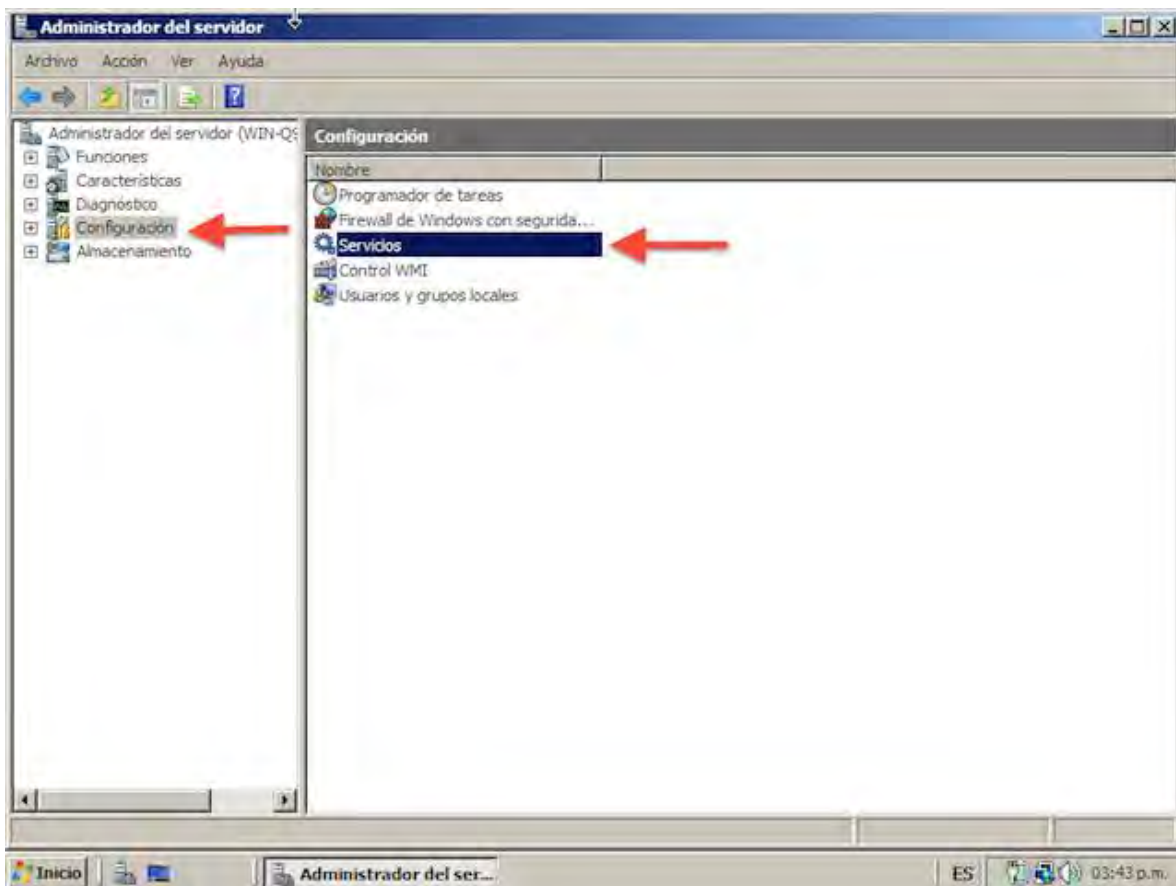 Administrador del servidor
Archivo Acción Ver Ayuda
Administrador del servidor (WIN-Q9
Funciones
Características
Diagnóstico
Configuración
Almacenamiento
Configuración
Nombre
Programador de tareas
Firewall de Windows con segurida...
Servicios
Control WMI
Usuarios y grupos locales
Inicio
Administrador del ser...
ES
03:43 p.m.